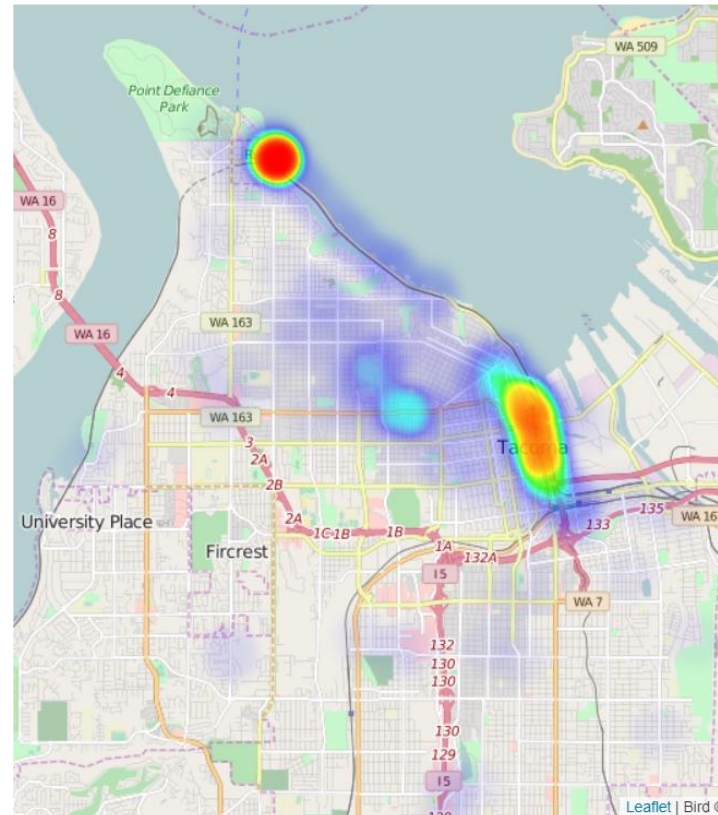 WA 509
Point Defiance
Park
WA 16
8
8
WA 16
WA 163
4
4
WA 163
3
2A
2B
Tacoma
University Place
2A
1C 1B
1B
Fircrest
1A
132A
133
135
WA 16
I 5
WA 7
132
130
130
130
129
I 5
Leaflet | Bird ©